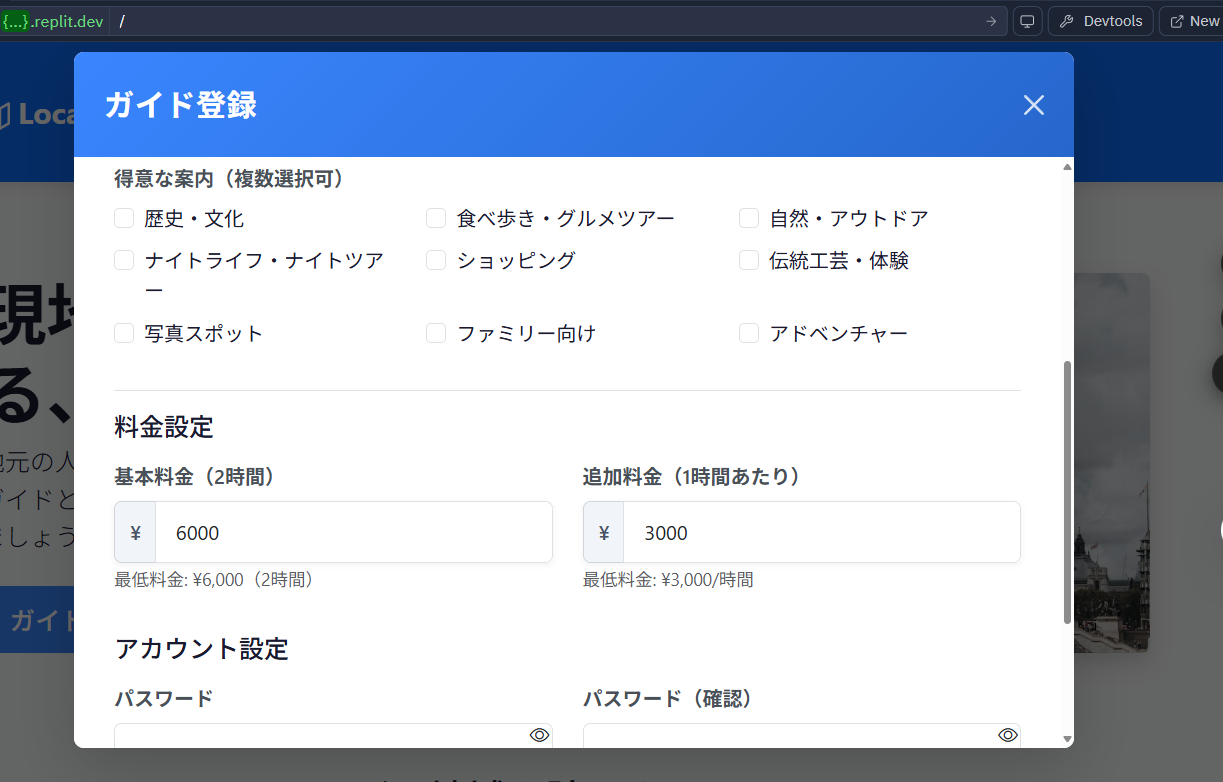 {...}.replit.dev /
Devtools
New
Loca
ガイド登録
得意な案内（複数選択可）
歴史・文化
食べ歩き・グルメツアー
自然・アウトドア
ナイトライフ・ナイトツア
ー
ショッピング
伝統工芸・体験
写真スポット
ファミリー向け
アドベンチャー
料金設定
基本料金（2時間）
追加料金（1時間あたり）
¥ 6000
¥ 3000
最低料金: ¥6,000（2時間）
最低料金: ¥3,000/時間
アカウント設定
パスワード
パスワード（確認）
現地
る、
地元の人
ガイドと
ましょう
ガイド